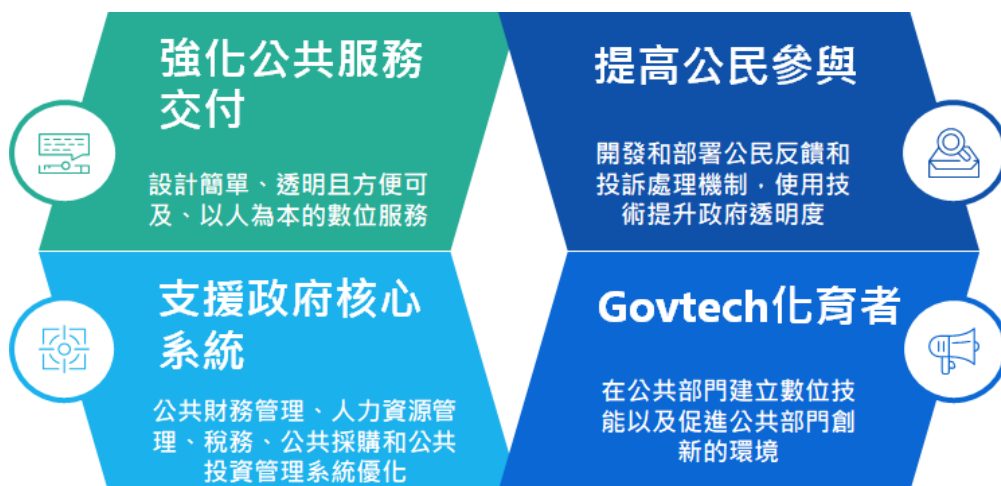 強化公共服務
交付
設計簡單、透明且方便可
及、以人為本的數位服務
提高公民參與
開發和部署公民反饋和
投訴處理機制，使用技
術提升政府透明度
支援政府核心
系統
公共財務管理、人力資源管
理、稅務、公共採購和公共
投資管理系統優化
Govtech化育者
在公共部門建立數位技
能以及促進公共部門創
新的環境